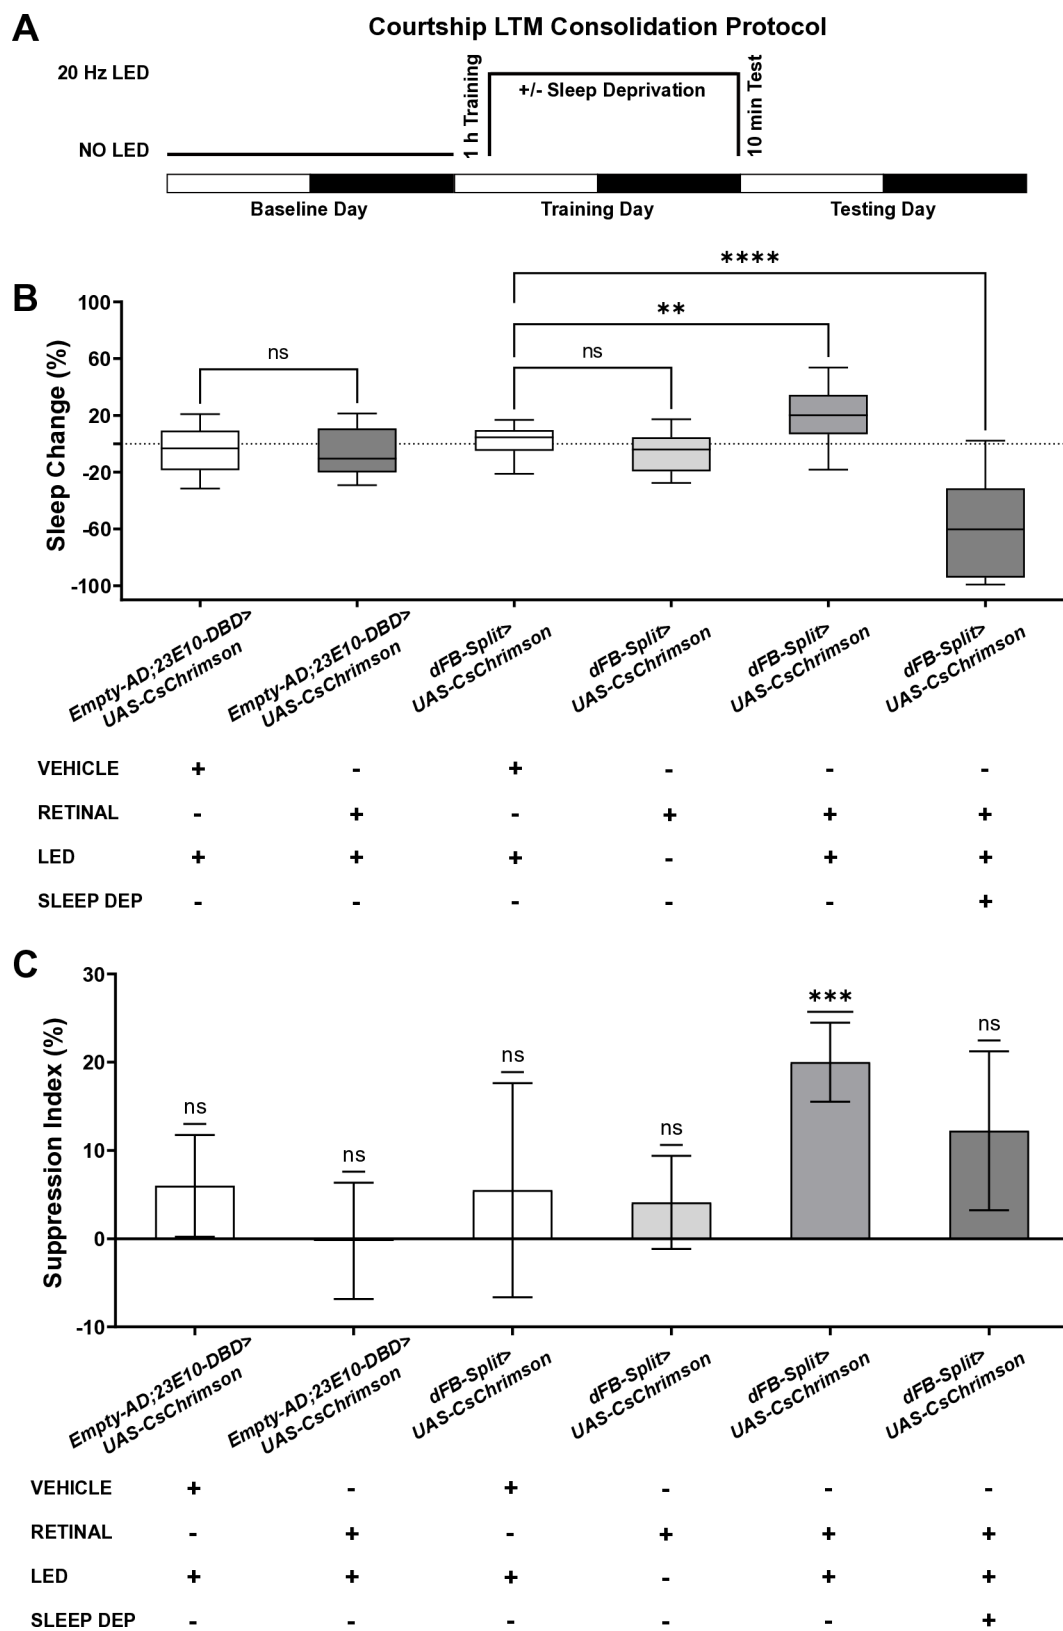 A
Courtship LTM Consolidation Protocol
20 Hz LED
NO LED
1 h Training
+/- Sleep Deprivation
10 min Test
Baseline Day
Training Day
Testing Day
B
Sleep Change (%)
100
60
20
-20
-60
-100
ns
ns
**
****
Empty-AD;23E10-DBD>
UAS-CsChrimson
Empty-AD;23E10-DBD>
UAS-CsChrimson
dFB-Split>
UAS-CsChrimson
dFB-Split>
UAS-CsChrimson
dFB-Split>
UAS-CsChrimson
dFB-Split>
UAS-CsChrimson
VEHICLE + - + - - -
RETINAL - + - + + +
LED + + + - + +
SLEEP DEP - - - - - +
C
Suppression Index (%)
30
20
10
0
-10
ns
ns
ns
ns
***
ns
Empty-AD;23E10-DBD>
UAS-CsChrimson
Empty-AD;23E10-DBD>
UAS-CsChrimson
dFB-Split>
UAS-CsChrimson
dFB-Split>
UAS-CsChrimson
dFB-Split>
UAS-CsChrimson
dFB-Split>
UAS-CsChrimson
VEHICLE + - + - - -
RETINAL - + - + + +
LED + + + - + +
SLEEP DEP - - - - - +